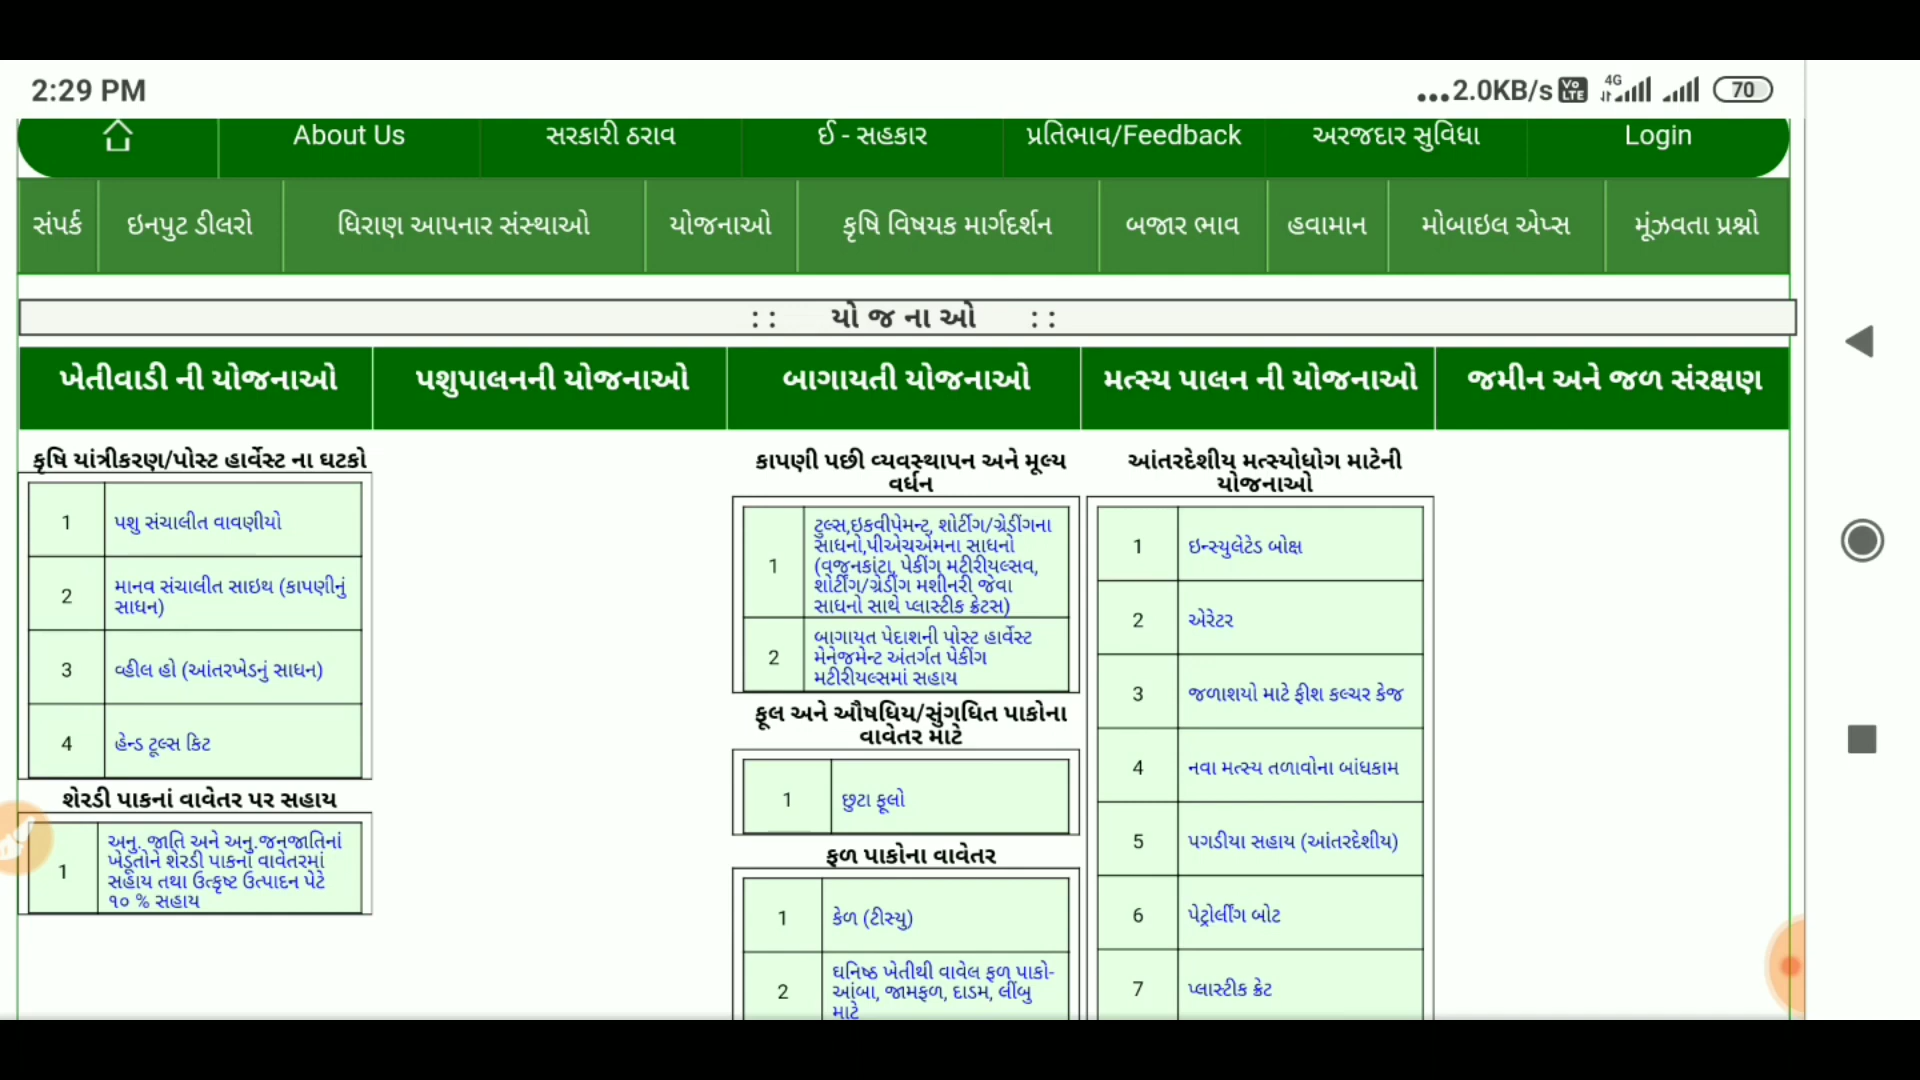 2:29 PM
...2.0KB/s Vo LTE 4G 70
About Us
સરકારી ઠરાવ
ઈ - સહકાર
પ્રતિભાવ/Feedback
અરજદાર સુવિધા
Login
સંપર્ક
ઇનપુટ ડીલરો
ધિરાણ આપનાર સંસ્થાઓ
યોજનાઓ
કૃષિ વિષયક માર્ગદર્શન
બજાર ભાવ
હવામાન
મોબાઇલ એપ્સ
મૂંઝવતા પ્રશ્નો
:: યો જ ના ઓ ::
ખેતીવાડી ની યોજનાઓ
પશુપાલનની યોજનાઓ
બાગાયતી યોજનાઓ
મત્સ્ય પાલન ની યોજનાઓ
જમીન અને જળ સંરક્ષણ
કૃષિ યાંત્રીકરણ/પોસ્ટ હાર્વેસ્ટ ના ઘટકો
1 પશુ સંચાલીત વાવણીયો
2 માનવ સંચાલીત સાઇથ (કાપણીનું
સાધન)
3 વ્હીલ હો (આંતરખેડનું સાધન)
4 હેન્ડ ટૂલ્સ કિટ
શેરડી પાકનાં વાવેતર પર સહાય
1 અનુ. જાતિ અને અનુ.જનજાતિનાં
ખેડૂતોને શેરડી પાકનાં વાવેતરમાં
સહાય તથા ઉત્કૃષ્ટ ઉત્પાદન પેટે
૧૦ % સહાય
કાપણી પછી વ્યવસ્થાપન અને મૂલ્ય
વર્ધન
1 ટુલ્સ,ઇકવીપેમન્ટ, શોર્ટીંગ/ગ્રેડીંગના
સાધનો,પીએચએમના સાધનો
(વજનકાંટા, પેકીંગ મટીરીયલ્સવ,
શોર્ટીંગ/ગ્રેડીંગ મશીનરી જેવા
સાધનો સાથે પ્લાસ્ટીક ક્રેટસ)
2 બાગાયત પેદાશની પોસ્ટ હાર્વેસ્ટ
મેનેજમેન્ટ અંતર્ગત પેકીંગ
મટીરીયલ્સમાં સહાય
ફૂલ અને ઔષધિય/સુંગધિત પાકોના
વાવેતર માટે
1 છુટા ફૂલો
ફળ પાકોના વાવેતર
1 કેળ (ટીસ્યુ)
2 ઘનિષ્ઠ ખેતીથી વાવેલ ફળ પાકો-
આંબા, જામફળ, દાડમ, લીંબુ
માટે
આંતરદેશીય મત્સ્યોધોગ માટેની
યોજનાઓ
1 ઇન્સ્યુલેટેડ બોક્ષ
2 એરેટર
3 જળાશયો માટે ફીશ કલ્ચર કેજ
4 નવા મત્સ્ય તળાવોના બાંધકામ
5 પગડીયા સહાય (આંતરદેશીય)
6 પેટ્રોલીંગ બોટ
7 પ્લાસ્ટીક ક્રેટ